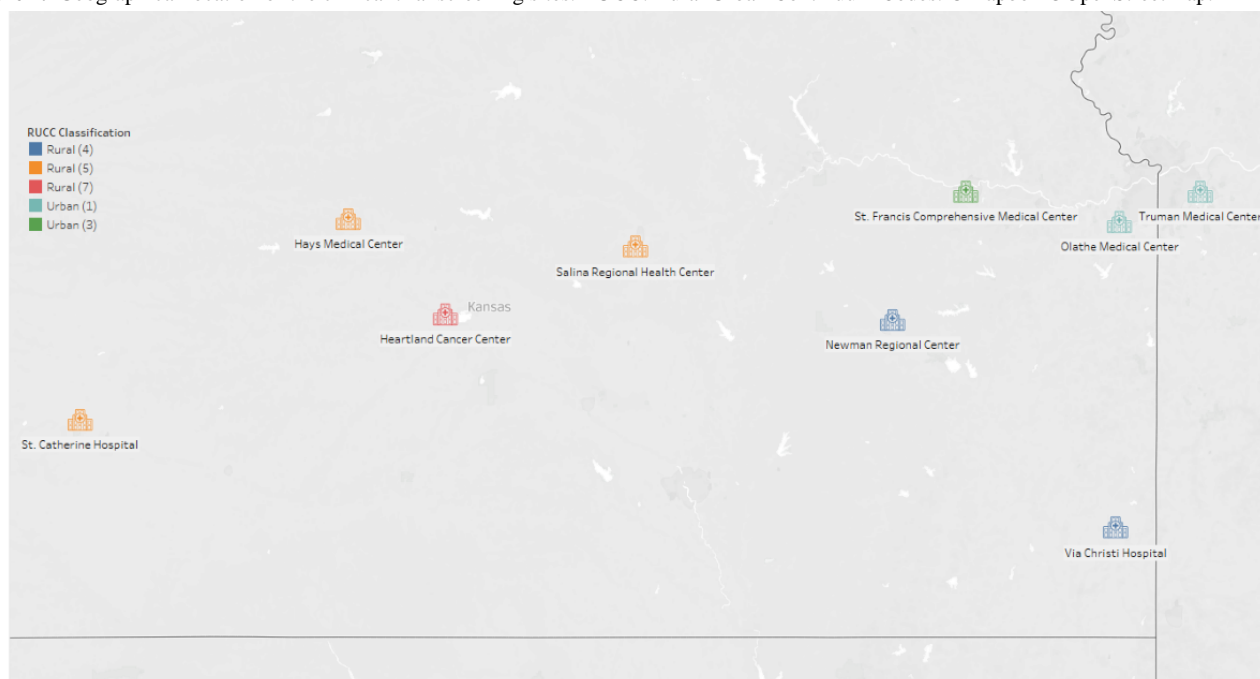 RUCC Classification
Rural (4)
Rural (5)
Rural (7)
Urban (1)
Urban (3)
St. Francis Comprehensive Medical Center
Truman Medical Center
Hays Medical Center
Olathe Medical Center
Salina Regional Health Center
Kansas
Heartland Cancer Center
Newman Regional Center
St. Catherine Hospital
Via Christi Hospital